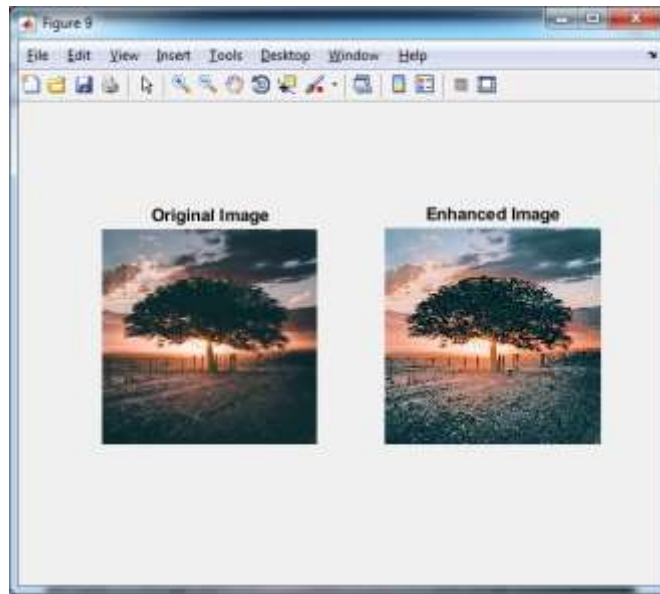 Figure 9
File Edit View Insert Tools Desktop Window Help
Original Image
Enhanced Image